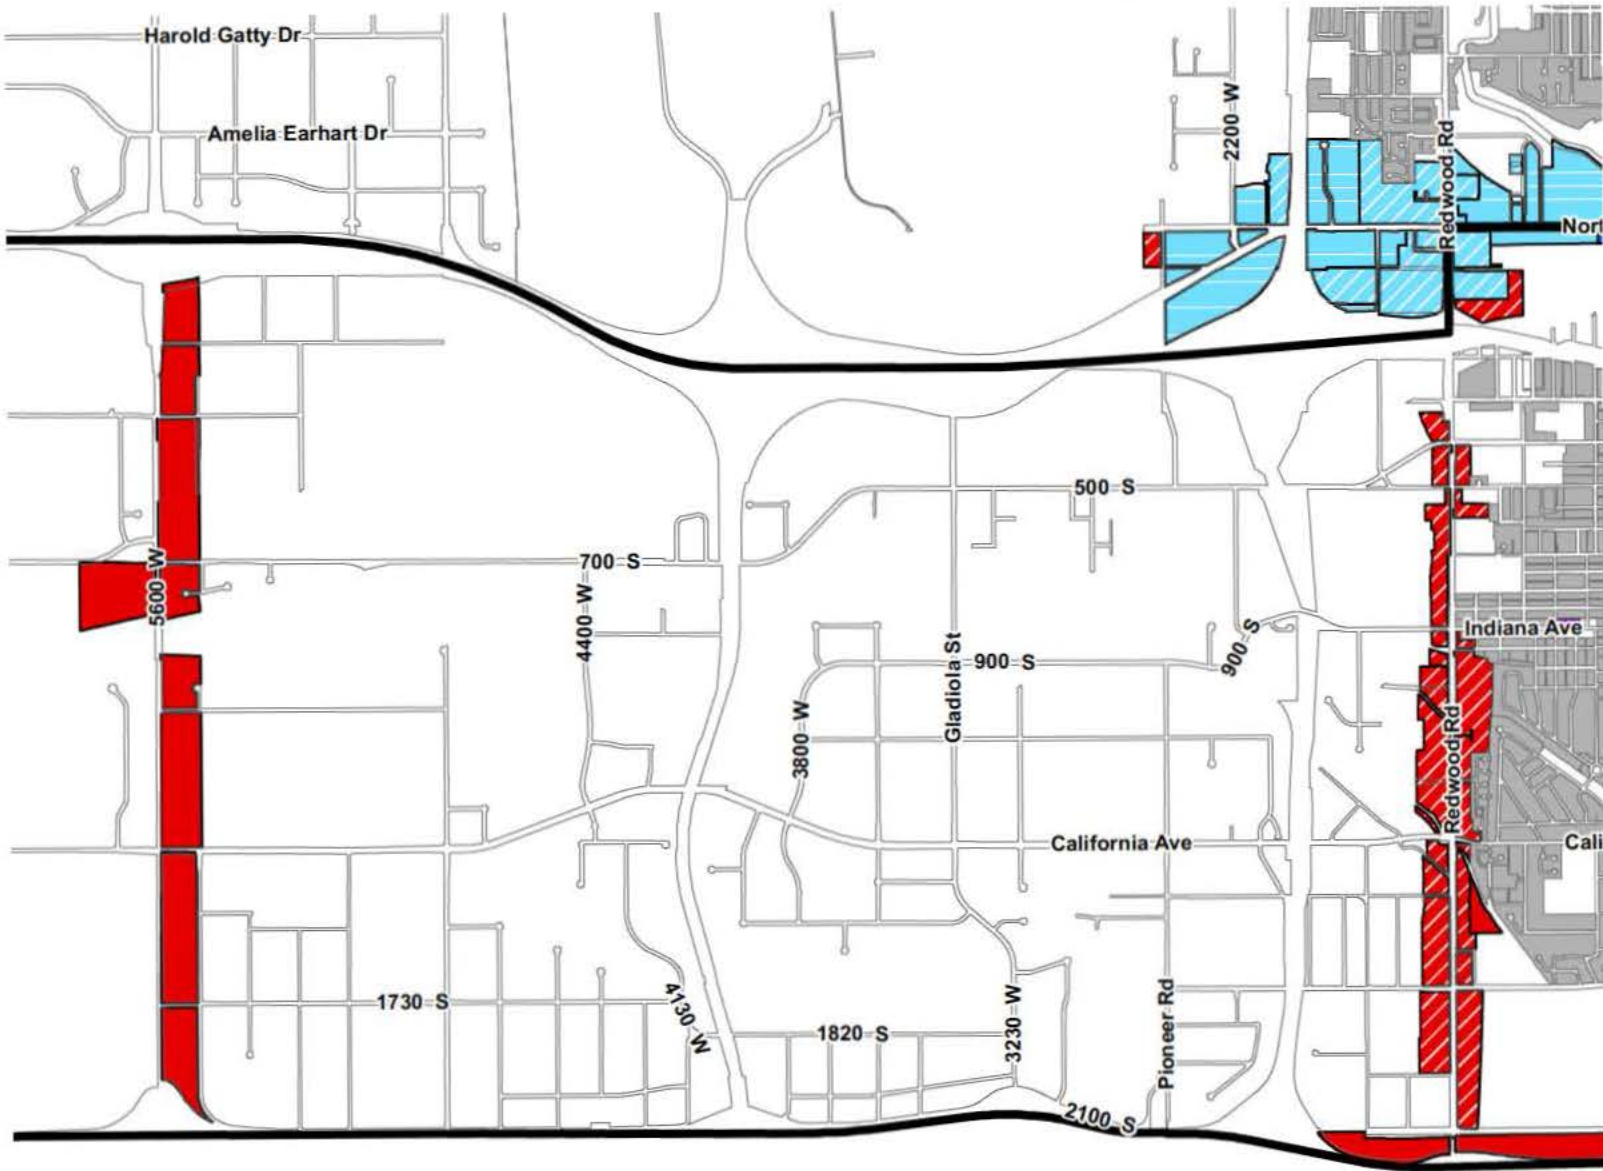 Harold Gatty Dr
Amelia Earhart Dr
2200 W
Redwood Rd
Nort
500 S
700 S
5600 W
4400 W
Indiana Ave
900 S
900 S
Gladiola St
3800 W
Redwood Rd
California Ave
Cali
1730 S
4130 W
1820 S
3230 W
Pioneer Rd
2100 S